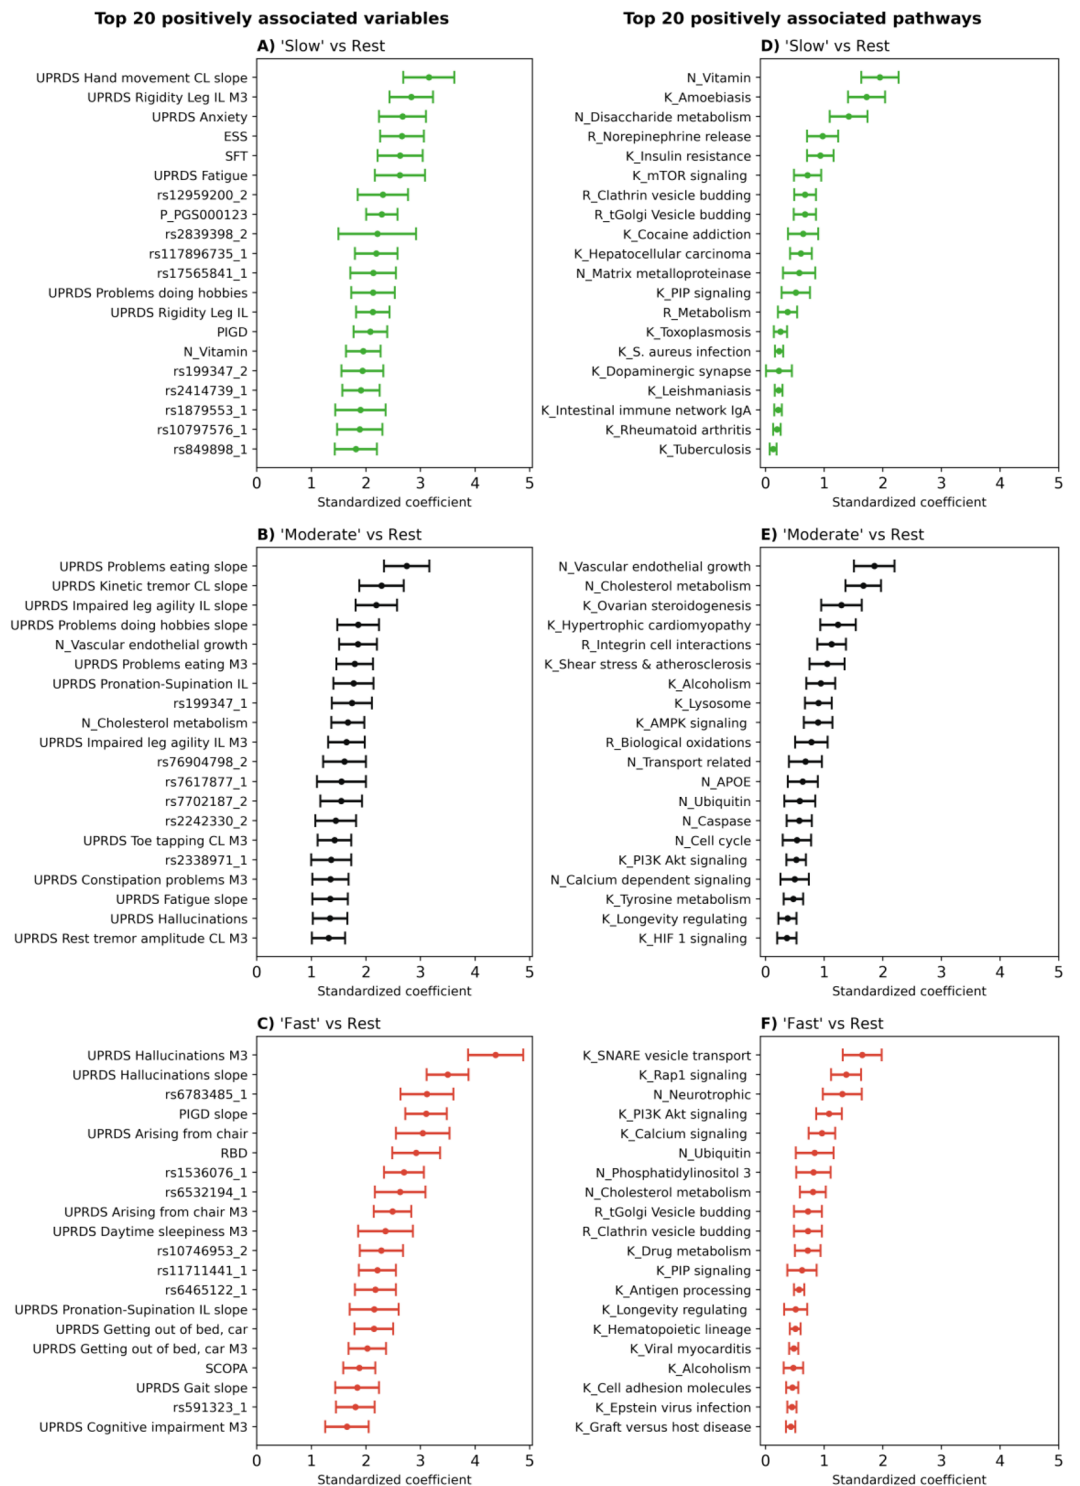 Top 20 positively associated variables
A) 'Slow' vs Rest
UPRDS Hand movement CL slope
UPRDS Rigidity Leg IL M3
UPRDS Anxiety
ESS
SFT
UPRDS Fatigue
rs12959200_2
P_PGS000123
rs2839398_2
rs117896735_1
rs17565841_1
UPRDS Problems doing hobbies
UPRDS Rigidity Leg IL
PIGD
N_Vitamin
rs199347_2
rs2414739_1
rs1879553_1
rs10797576_1
rs849898_1
0 1 2 3 4 5
Standardized coefficient
B) 'Moderate' vs Rest
UPRDS Problems eating slope
UPRDS Kinetic tremor CL slope
UPRDS Impaired leg agility IL slope
UPRDS Problems doing hobbies slope
N_Vascular endothelial growth
UPRDS Problems eating M3
UPRDS Pronation-Supination IL
rs199347_1
N_Cholesterol metabolism
UPRDS Impaired leg agility IL M3
rs76904798_2
rs7617877_1
rs7702187_2
rs2242330_2
UPRDS Toe tapping CL M3
rs2338971_1
UPRDS Constipation problems M3
UPRDS Fatigue slope
UPRDS Hallucinations
UPRDS Rest tremor amplitude CL M3
0 1 2 3 4 5
Standardized coefficient
C) 'Fast' vs Rest
UPRDS Hallucinations M3
UPRDS Hallucinations slope
rs6783485_1
PIGD slope
UPRDS Arising from chair
RBD
rs1536076_1
rs6532194_1
UPRDS Arising from chair M3
UPRDS Daytime sleepiness M3
rs10746953_2
rs11711441_1
rs6465122_1
UPRDS Pronation-Supination IL slope
UPRDS Getting out of bed, car
UPRDS Getting out of bed, car M3
SCOPA
UPRDS Gait slope
rs591323_1
UPRDS Cognitive impairment M3
0 1 2 3 4 5
Standardized coefficient
Top 20 positively associated pathways
D) 'Slow' vs Rest
N_Vitamin
K_Amoebiasis
N_Disaccharide metabolism
R_Norepinephrine release
K_Insulin resistance
K_mTOR signaling
R_Clathrin vesicle budding
R_tGolgi Vesicle budding
K_Cocaine addiction
K_Hepatocellular carcinoma
N_Matrix metalloproteinase
K_PIP signaling
R_Metabolism
K_Toxoplasmosis
K_S. aureus infection
K_Dopaminergic synapse
K_Leishmaniasis
K_Intestinal immune network IgA
K_Rheumatoid arthritis
K_Tuberculosis
0 1 2 3 4 5
Standardized coefficient
E) 'Moderate' vs Rest
N_Vascular endothelial growth
N_Cholesterol metabolism
K_Ovarian steroidogenesis
K_Hypertrophic cardiomyopathy
R_Integrin cell interactions
K_Shear stress & atherosclerosis
K_Alcoholism
K_Lysosome
K_AMPK signaling
R_Biological oxidations
N_Transport related
N_APOE
N_Ubiquitin
N_Caspase
N_Cell cycle
K_PI3K Akt signaling
N_Calcium dependent signaling
K_Tyrosine metabolism
K_Longevity regulating
K_HIF 1 signaling
0 1 2 3 4 5
Standardized coefficient
F) 'Fast' vs Rest
K_SNARE vesicle transport
K_Rap1 signaling
N_Neurotrophic
K_PI3K Akt signaling
K_Calcium signaling
N_Ubiquitin
N_Phosphatidylinositol 3
N_Cholesterol metabolism
R_tGolgi Vesicle budding
R_Clathrin vesicle budding
K_Drug metabolism
K_PIP signaling
K_Antigen processing
K_Longevity regulating
K_Hematopoietic lineage
K_Viral myocarditis
K_Alcoholism
K_Cell adhesion molecules
K_Epstein virus infection
K_Graft versus host disease
0 1 2 3 4 5
Standardized coefficient